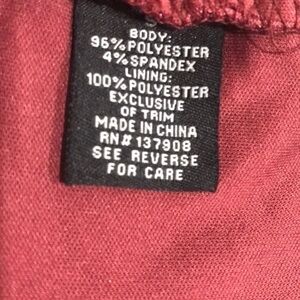 BODY:
96% POLYESTER
4% SPANDEX
LINING:
100% POLYESTER
EXCLUSIVE
OF TRIM
MADE IN CHINA
RN# 137908
SEE REVERSE
FOR CARE